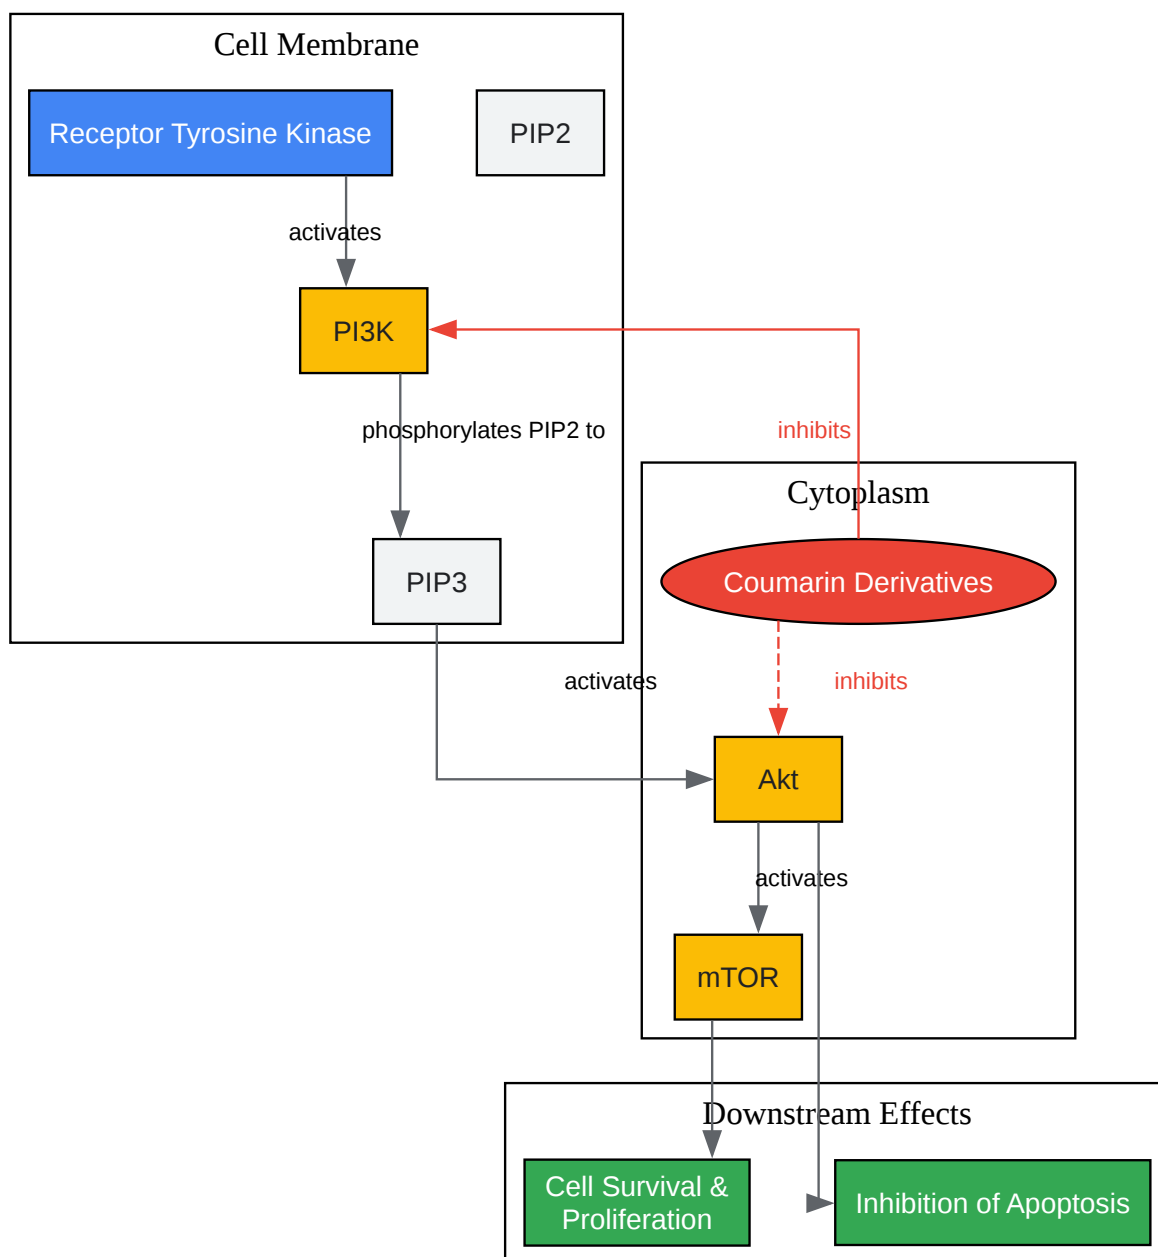 Cell Membrane
Receptor Tyrosine Kinase
PIP2
activates
PI3K
phosphorylates PIP2 to
inhibits
Cytoplasm
PIP3
Coumarin Derivatives
activates
inhibits
Akt
activates
mTOR
Downstream Effects
Cell Survival &
Proliferation
Inhibition of Apoptosis